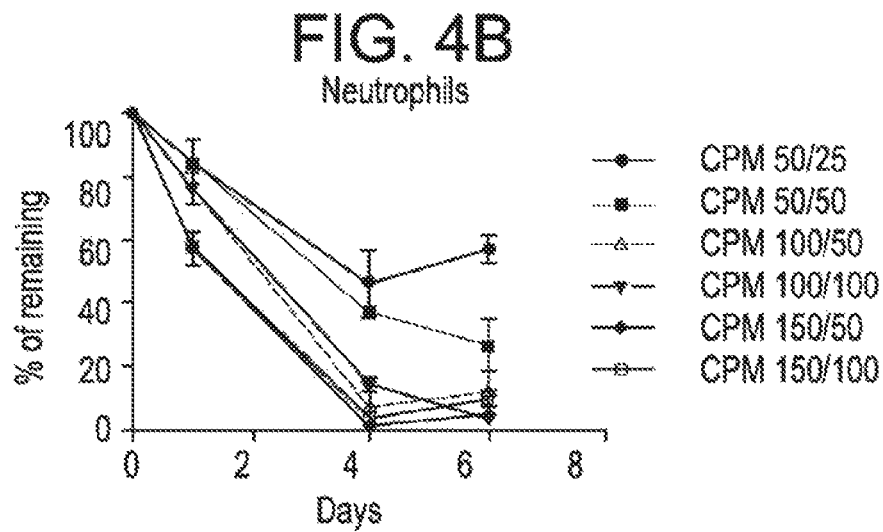 FIG. 4B
Neutrophils
100
80
60
40
20
0
% of remaining
0 2 4 6 8
Days
CPM 50/25
CPM 50/50
CPM 100/50
CPM 100/100
CPM 150/50
CPM 150/100